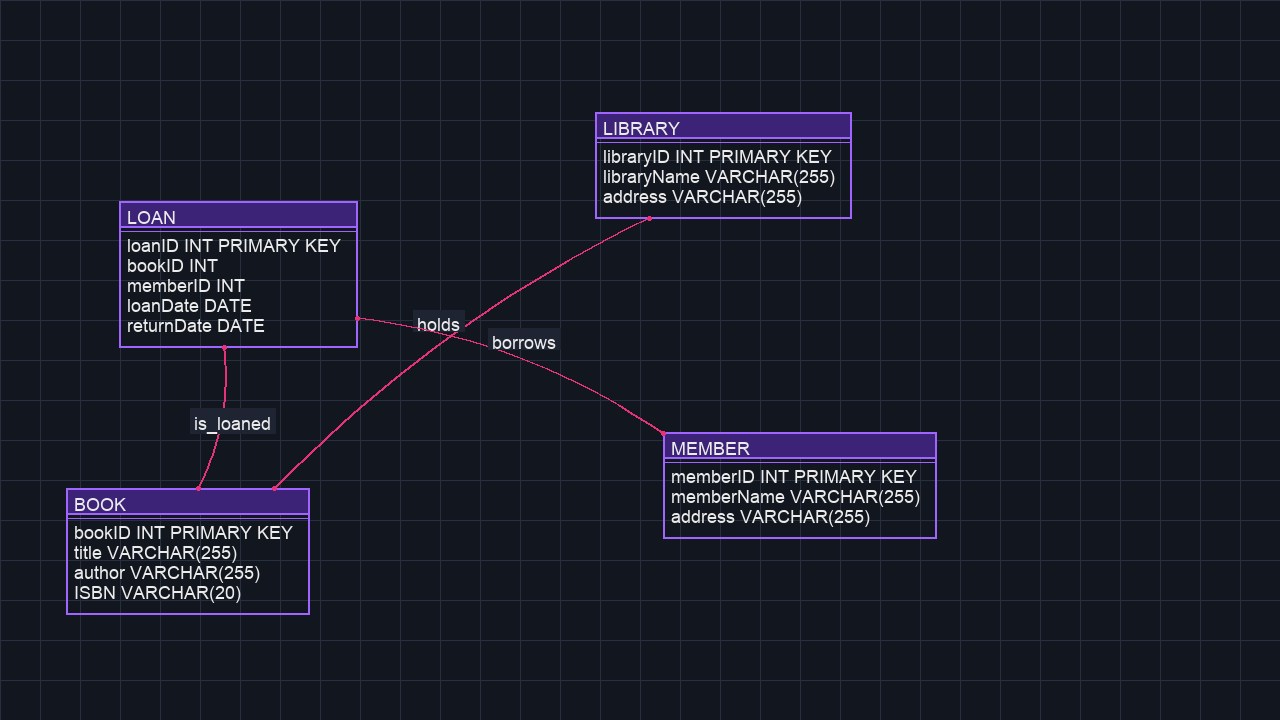 LIBRARY
libraryID INT PRIMARY KEY
libraryName VARCHAR(255)
address VARCHAR(255)
LOAN
loanID INT PRIMARY KEY
bookID INT
memberID INT
loanDate DATE
returnDate DATE
holds
borrows
is_loaned
MEMBER
memberID INT PRIMARY KEY
memberName VARCHAR(255)
address VARCHAR(255)
BOOK
bookID INT PRIMARY KEY
title VARCHAR(255)
author VARCHAR(255)
ISBN VARCHAR(20)